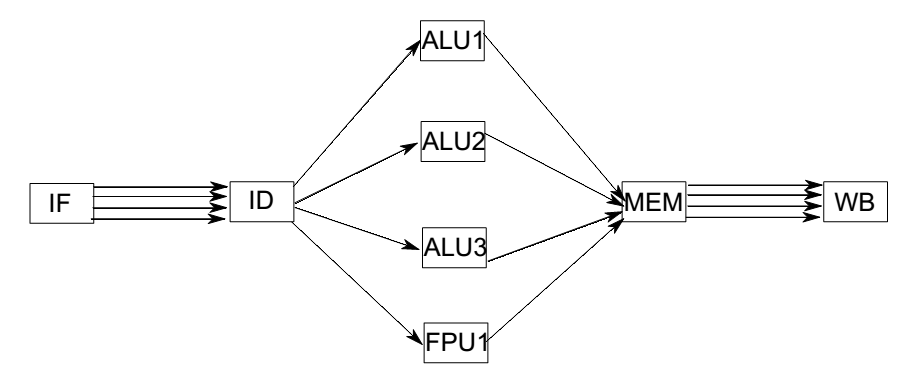 ALU1
ALU2
IF
ID
MEM
WB
ALU3
FPU1